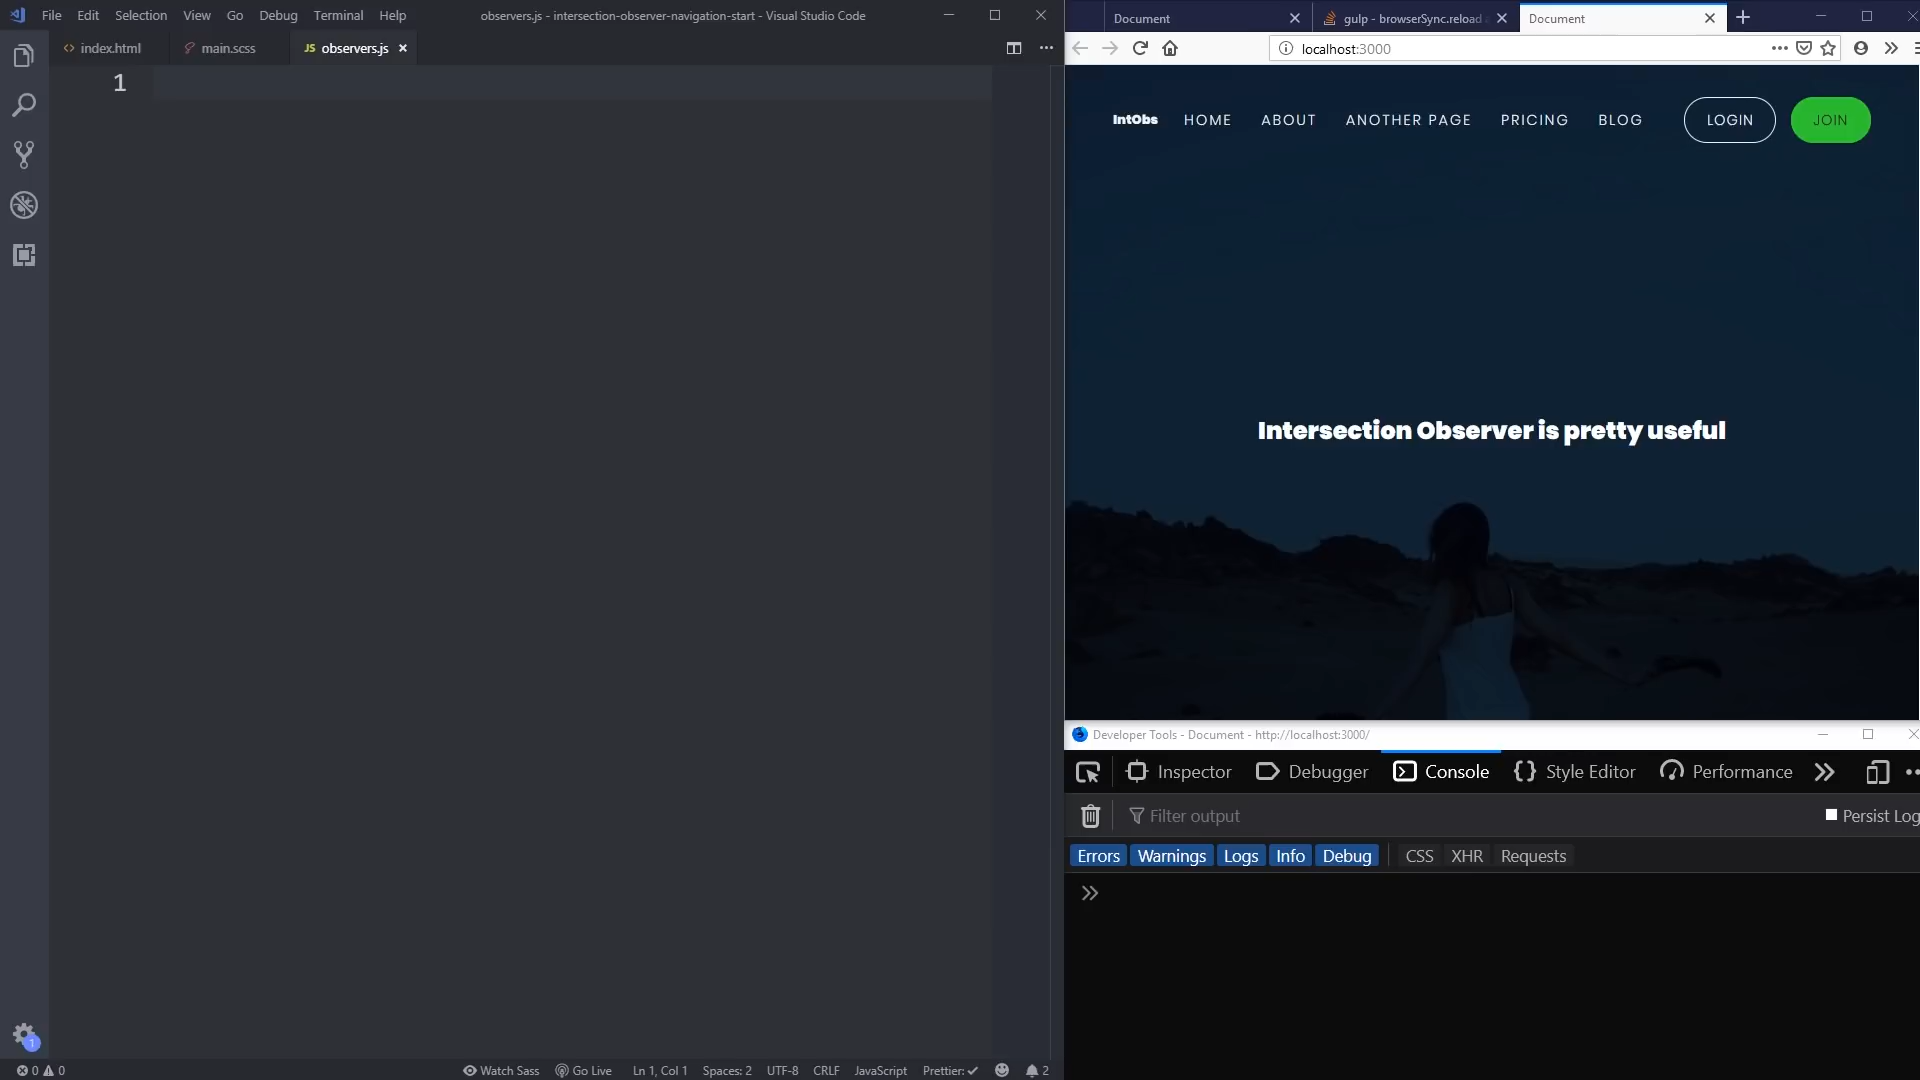 File Edit Selection View Go Debug Terminal Help
observers.js - intersection-observer-navigation-start - Visual Studio Code
index.html
main.scss
JS observers.js
1
1
0 0
Watch Sass
Go Live
Ln 1, Col 1
Spaces: 2
UTF-8
CRLF
JavaScript
Prettier:
2
Document
gulp - browserSync.reload
Document
localhost:3000
IntObs HOME ABOUT ANOTHER PAGE PRICING BLOG LOGIN JOIN
Intersection Observer is pretty useful
Developer Tools - Document - http://localhost:3000/
Inspector Debugger Console Style Editor Performance
Filter output
Persist Log
Errors Warnings Logs Info Debug CSS XHR Requests